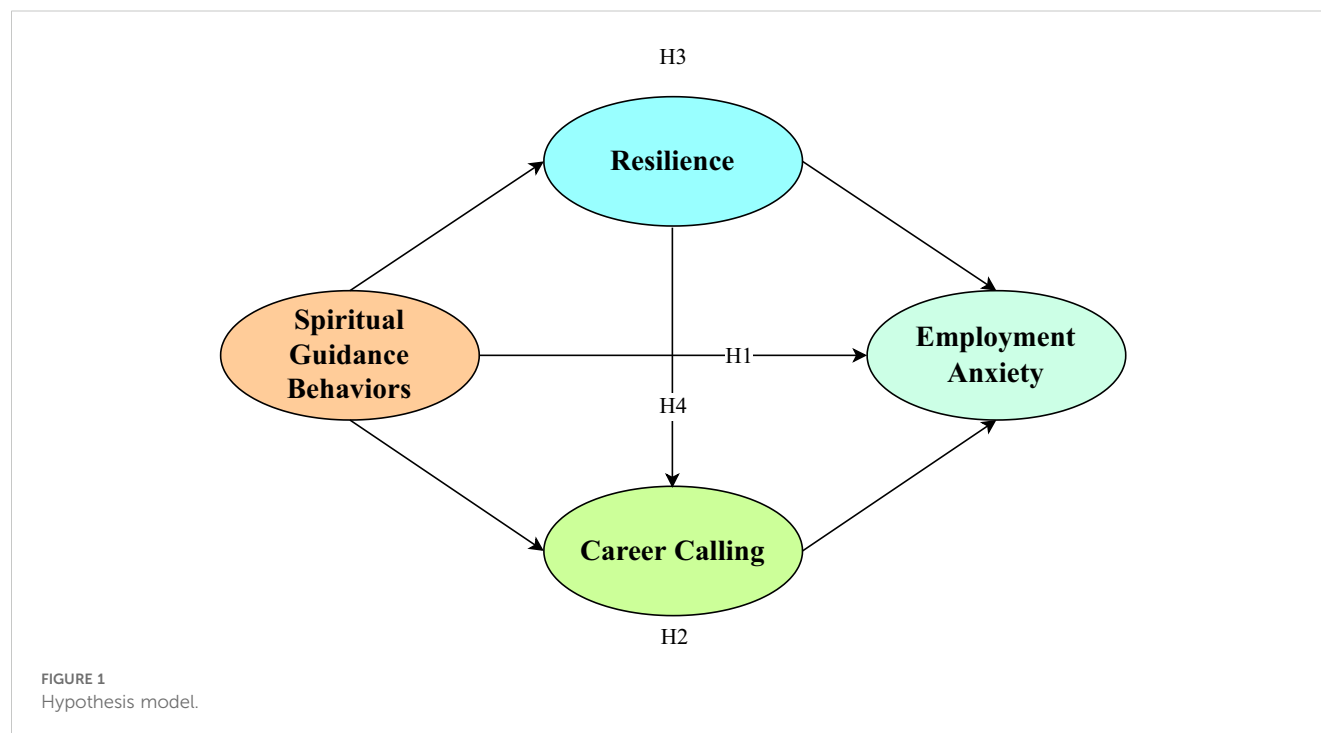 H3
Resilience
Spiritual
Guidance
Behaviors
H1
Employment
Anxiety
H4
Career Calling
H2
FIGURE 1
Hypothesis model.